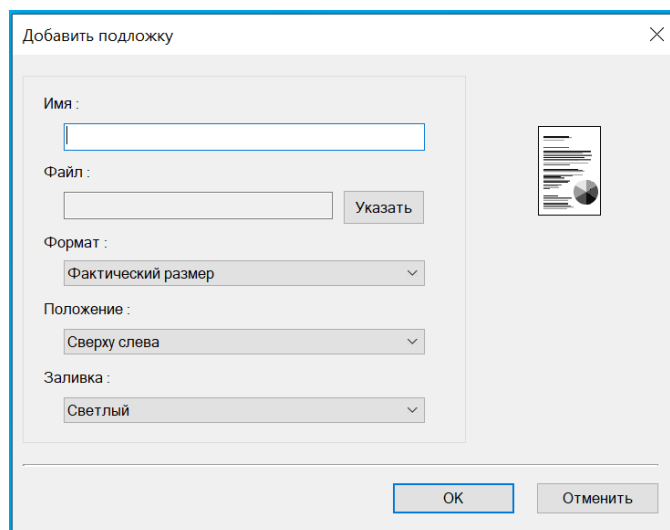 Добавить подложку
Имя :
Файл :
Указать
Формат :
Фактический размер
Положение :
Сверху слева
Заливка :
Светлый
OK
Отменить